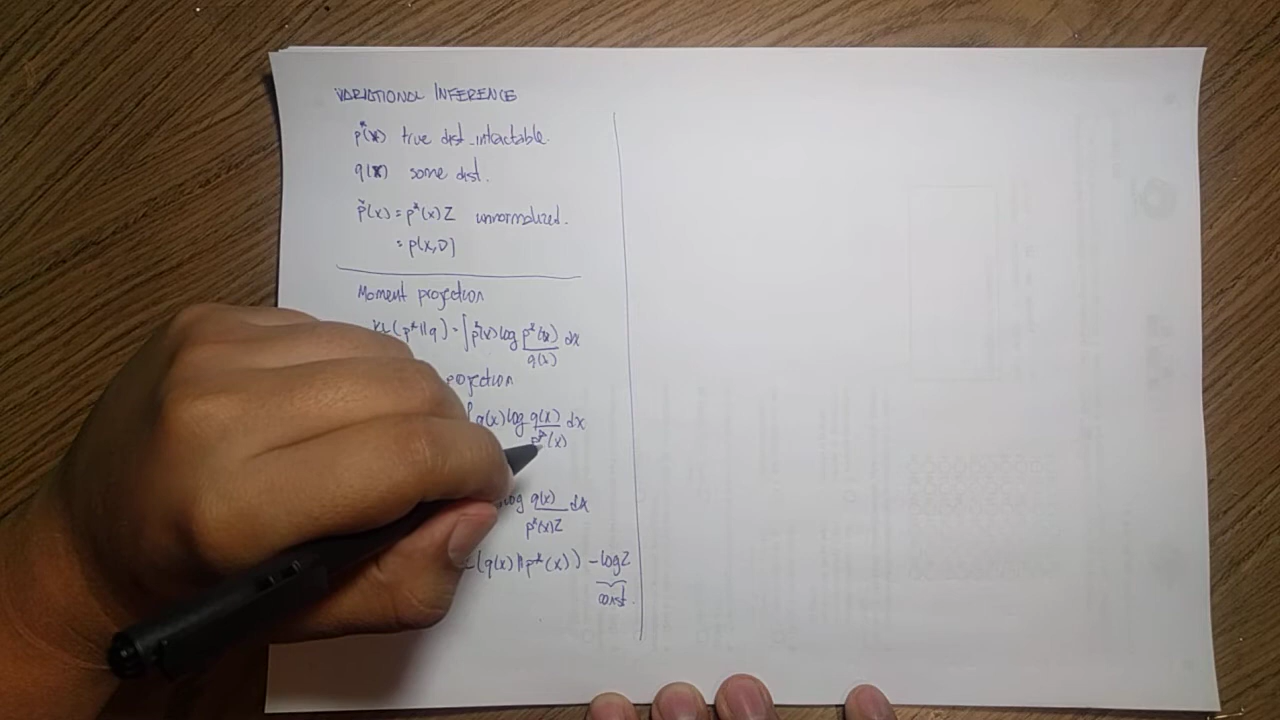 VARIATIONAL INFERENCE
p*(x) true dist intractable.
q(x) some dist.
p̃(x) = p*(x)Z unnormalized.
= p(x,D)
Moment projection
KL(p*||q) = ∫p*(x) log p*(x)/q(x) dx
projection
q(x) log q(x)/p*(x) dx
log q(x)/p*(x)Z dx
(q(x)||p*(x)) - log Z
const.